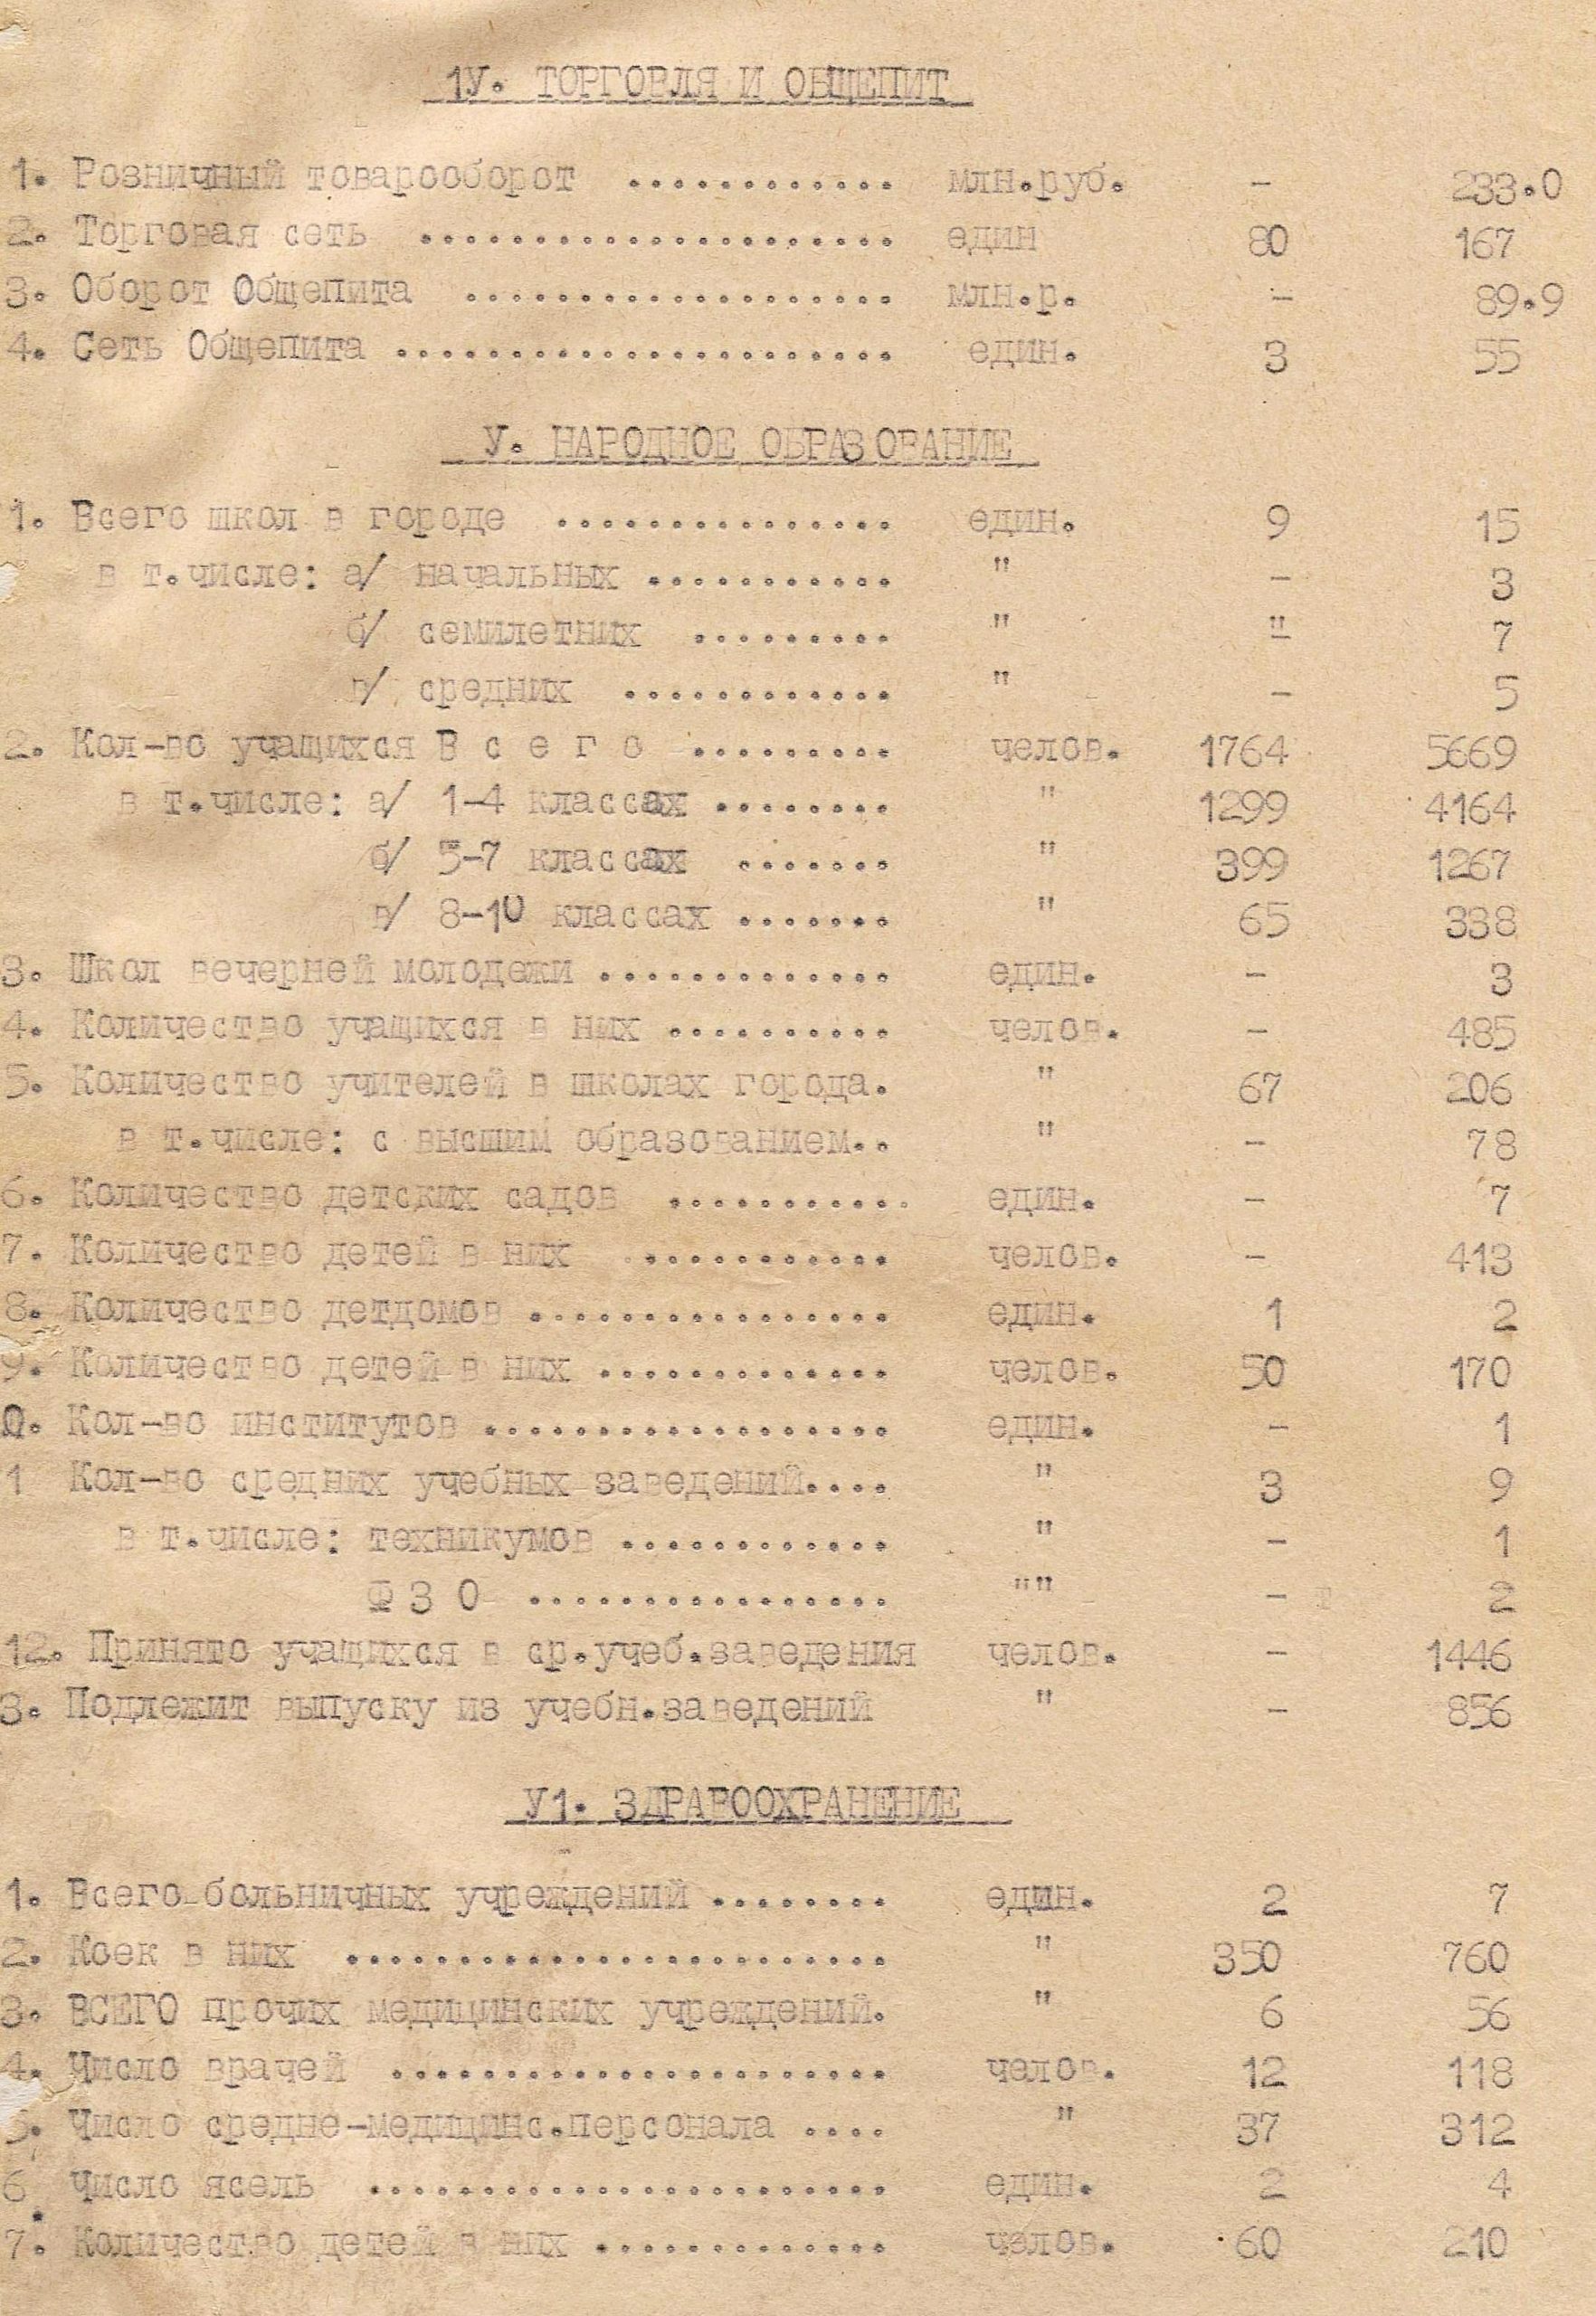 1У. ТОРГОВЛЯ И ОБЩЕПИТ
1. Розничный товарооборот ............ млн.руб. - 233.0
2. Торговая сеть ..................... един 80 167
3. Оборот Общепита ................... млн.р. - 89.9
4. Сеть Общепита ...................... един. 3 55
У. НАРОДНОЕ ОБРАЗОВАНИЕ
1. Всего школ в городе ............... един. 9 15
в т.числе: а/ начальных ........... " - 3
б/ семилетних ......... " " 7
в/ средних ............ " - 5
2. Кол-во учащихся В с е г о ......... челов. 1764 5669
в т.числе: а/ 1-4 классах ........ " 1299 4164
б/ 5-7 классах ....... " 399 1267
в/ 8-10 классах ....... " 65 338
3. Школ вечерней молодежи ............. един. - 3
4. Количество учащихся в них .......... челов. - 485
5. Количество учителей в школах города. " 67 206
в т.числе: с высшим образованием.. " - 78
6. Количество детских садов ........... един. - 7
7. Количество детей в них ........... челов. - 413
8. Количество детдомов ................ един. 1 2
9. Количество детей в них ............. челов. 50 170
0. Кол-во институтов .................. един. - 1
1 Кол-во средних учебных заведений.... " 3 9
в т.числе: техникумов ............ " - 1
Ф З О ................ "" - 2
12. Принято учащихся в ср.учеб.заведения челов. - 1446
3. Подлежит выпуску из учебн.заведений " - 856
У1. ЗДРАВООХРАНЕНИЕ
1. Всего больничных учреждений ........ един. 2 7
2. Коек в них ........................ " 350 760
3. ВСЕГО прочих медицинских учреждений. " 6 56
4. Число врачей ...................... челов. 12 118
5. Число средне-медицинс.персонала .... " 37 312
6. Число ясель ....................... един. 2 4
7. Количество детей в них ............. челов. 60 210